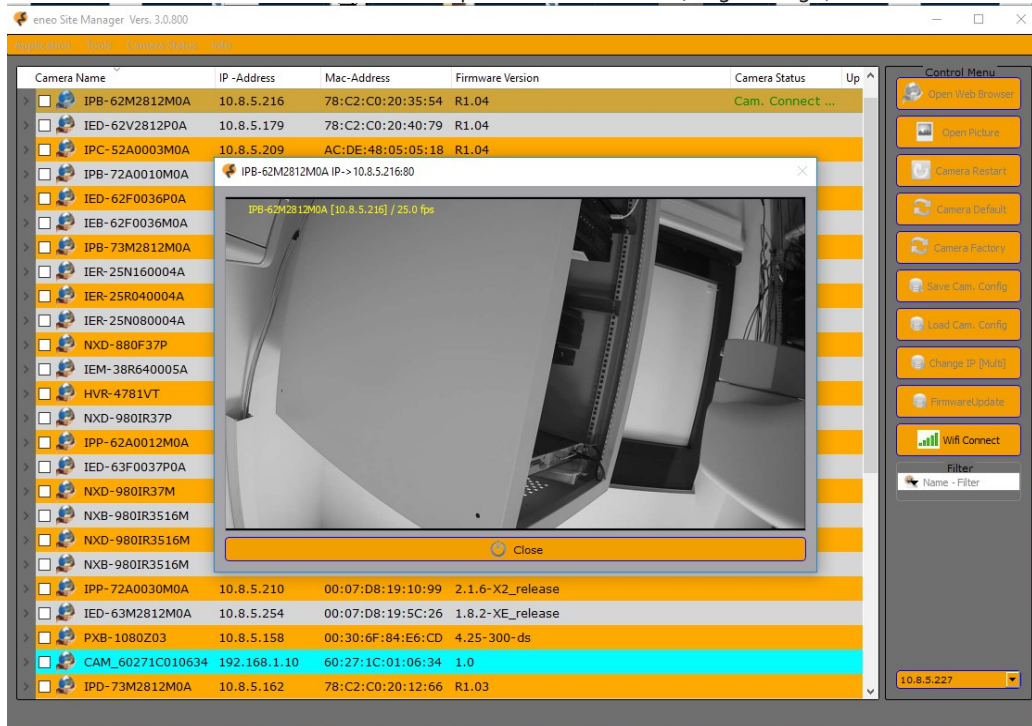 eneo Site Manager Vers. 3.0.800
Application Tools Camera Status Info
Camera Name IP -Address Mac-Address Firmware Version Camera Status Up
IPB-62M2812M0A 10.8.5.216 78:C2:C0:20:35:54 R1.04 Cam. Connect ...
IED-62V2812P0A 10.8.5.179 78:C2:C0:20:40:79 R1.04
IPC-52A0003M0A 10.8.5.209 AC:DE:48:05:05:18 R1.04
IPB-72A0010M0A
IED-62F0036P0A
IEB-62F0036M0A
IPB-73M2812M0A
IER-25N160004A
IER-25R040004A
IER-25N080004A
NXD-880F37P
IEM-38R640005A
HVR-4781VT
NXD-980IR37P
IPP-62A0012M0A
IED-63F0037P0A
NXD-980IR37M
NXB-980IR3516M
NXD-980IR3516M
NXB-980IR3516M
IPP-72A0030M0A 10.8.5.210 00:07:D8:19:10:99 2.1.6-X2_release
IED-63M2812M0A 10.8.5.254 00:07:D8:19:5C:26 1.8.2-XE_release
PXB-1080Z03 10.8.5.158 00:30:6F:84:E6:CD 4.25-300-ds
CAM_60271C010634 192.168.1.10 60:27:1C:01:06:34 1.0
IPD-73M2812M0A 10.8.5.162 78:C2:C0:20:12:66 R1.03
IPB-62M2812M0A IP->10.8.5.216:80
IPB-62M2812M0A [10.8.5.216] / 25.0 fps
Close
Control Menu
Open Web Browser
Open Picture
Camera Restart
Camera Default
Camera Factory
Save Cam. Config
Load Cam. Config
Change IP [Multi]
FirmwareUpdate
Wifi Connect
Filter
Name - Filter
10.8.5.227